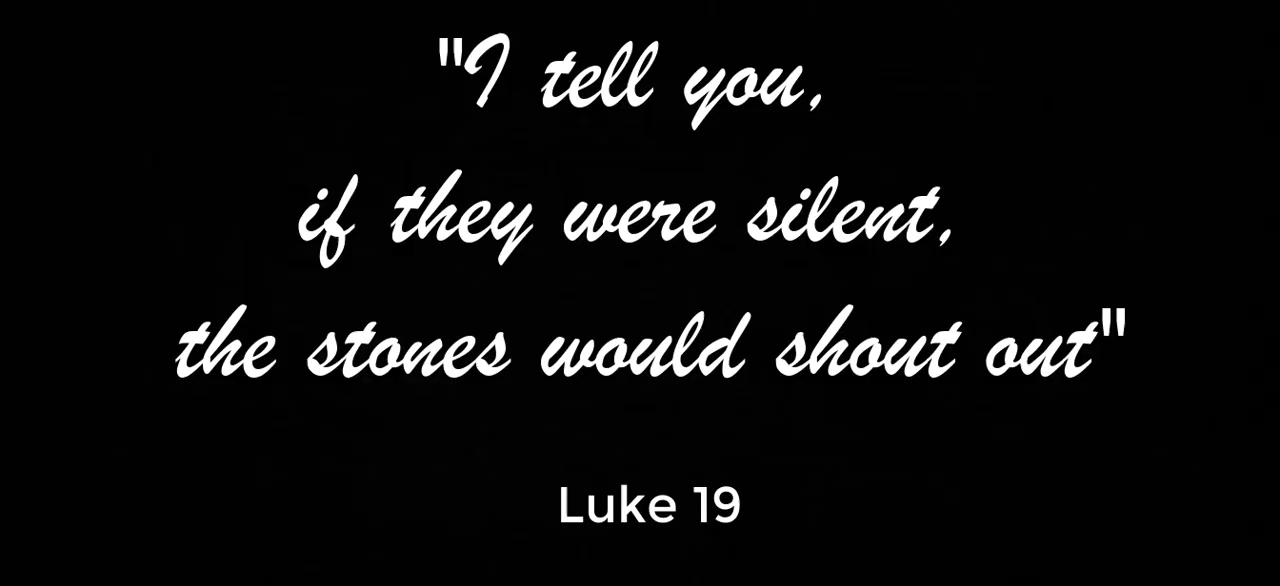 "I tell you,
if they were silent,
the stones would shout out"
Luke 19